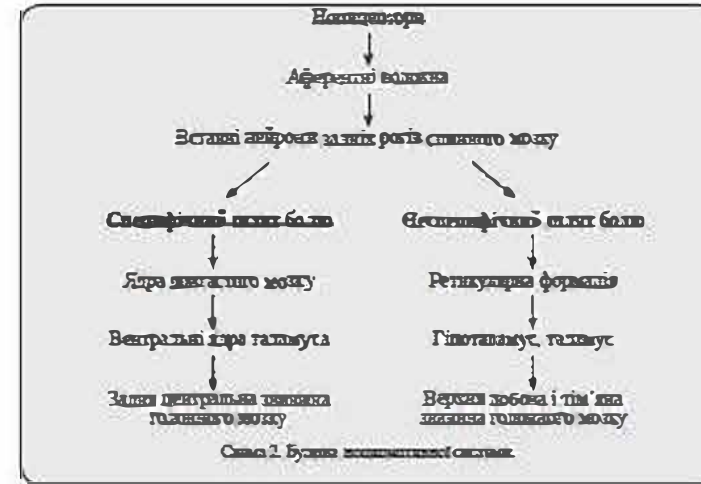 Ноцицептори
Аферентні волокна
Вставні нейрони задніх рогів спинного мозку
Специфічний шлях болю
Неспецифічний шлях болю
Ядра довгастого мозку
Ретикулярна формація
Вентральні ядра таламуса
Гіпоталамус, таламус
Задня центральна звивина
головного мозку
Верхня лобова і тім’яна
звивини головного мозку
Схема 2. Будова ноцицептивної системи